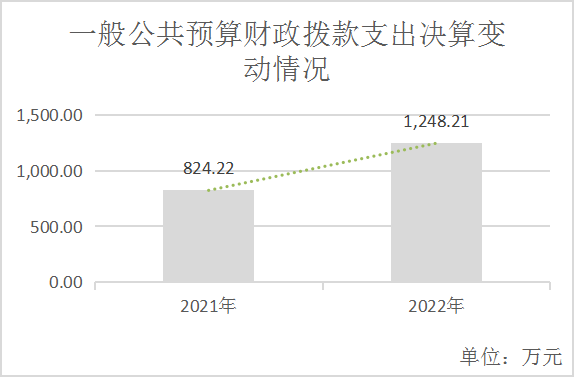 一般公共预算财政拨款支出决算变
动情况
1,500.00
1,248.21
824.22
1,000.00
500.00
0.00
2021年
2022年
单位：万元